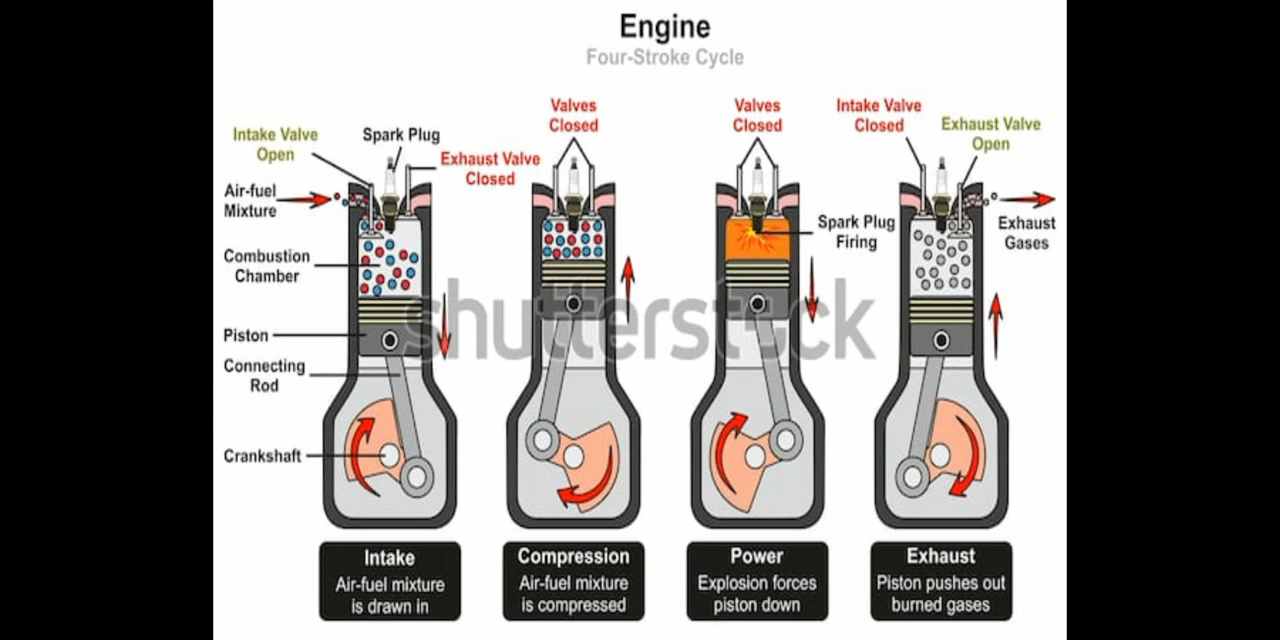 Engine
Four-Stroke Cycle
Intake Valve
Open
Spark Plug
Exhaust Valve
Closed
Valves
Closed
Valves
Closed
Intake Valve
Closed
Exhaust Valve
Open
Air-fuel
Mixture
Combustion
Chamber
Piston
Connecting
Rod
Crankshaft
Spark Plug
Firing
Exhaust
Gases
shutterstock
Intake
Air-fuel mixture
is drawn in
Compression
Air-fuel mixture
is compressed
Power
Explosion forces
piston down
Exhaust
Piston pushes out
burned gases